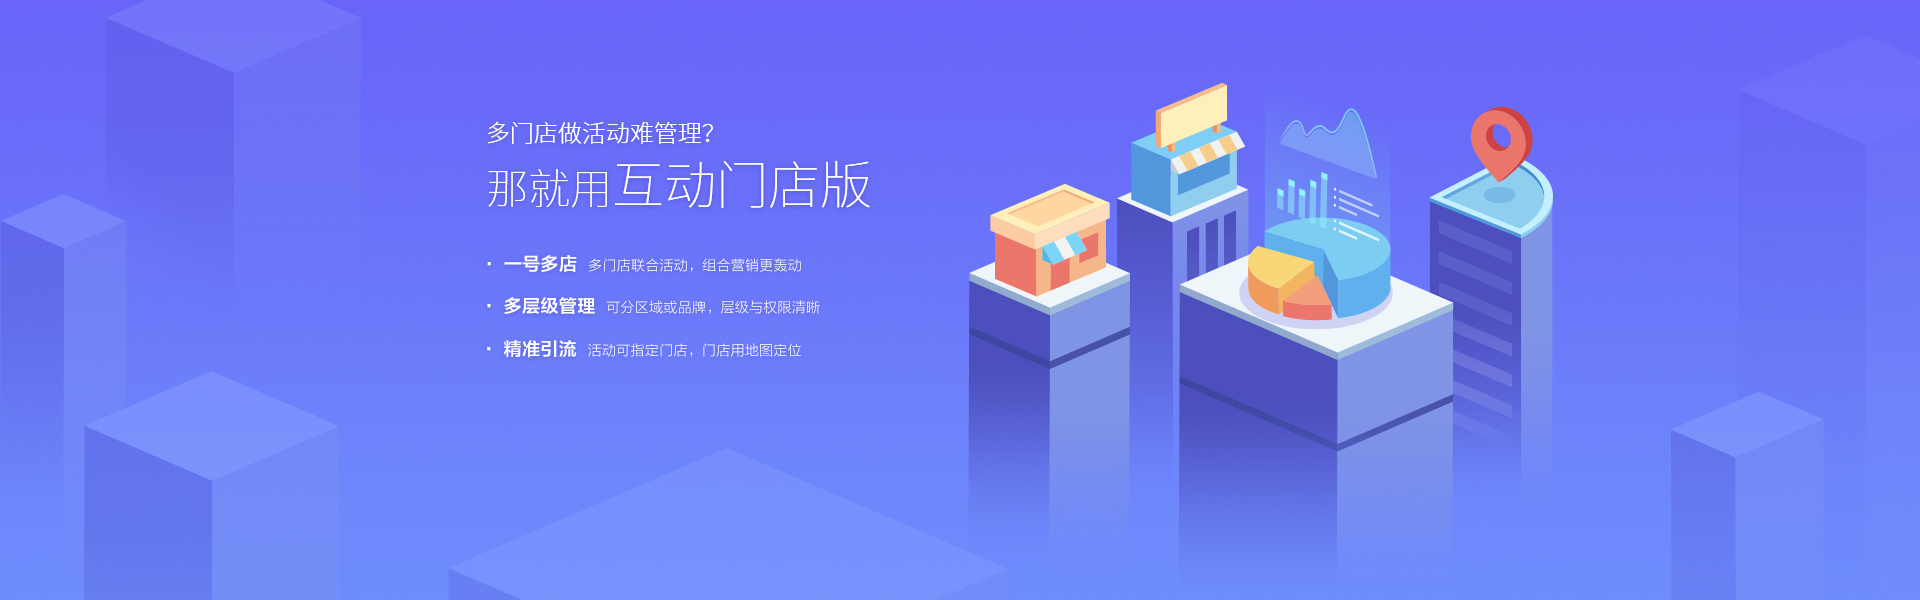 多门店做活动难管理?
那就用互动门店版
· 一号多店 多门店联合活动，组合营销更轰动
· 多层级管理 可分区域或品牌，层级与权限清晰
· 精准引流 活动可指定门店，门店用地图定位